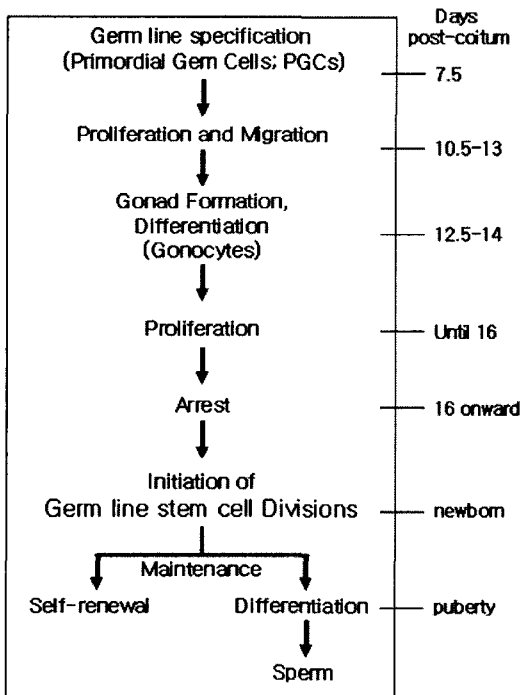 Days
post-coitum
Germ line specification
(Primordial Germ Cells; PGCs)
7.5
Proliferation and Migration
10.5-13
Gonad Formation,
Differentiation
(Gonocytes)
12.5-14
Proliferation
Until 16
Arrest
16 onward
Initiation of
Germ line stem cell Divisions
newborn
Maintenance
Self-renewal
Differentiation
puberty
Sperm